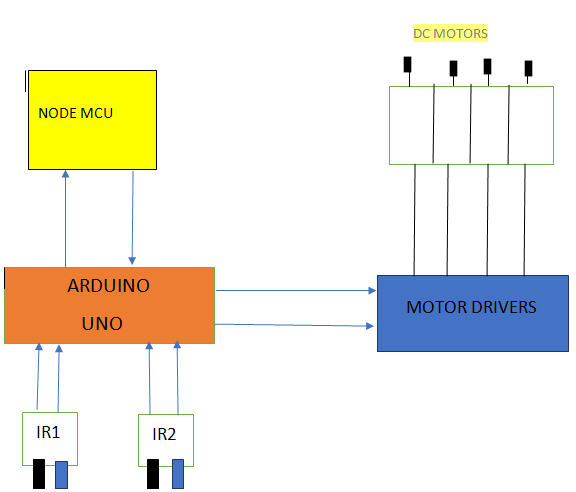 DC MOTORS
NODE MCU
ARDUINO
UNO
MOTOR DRIVERS
IR1
IR2